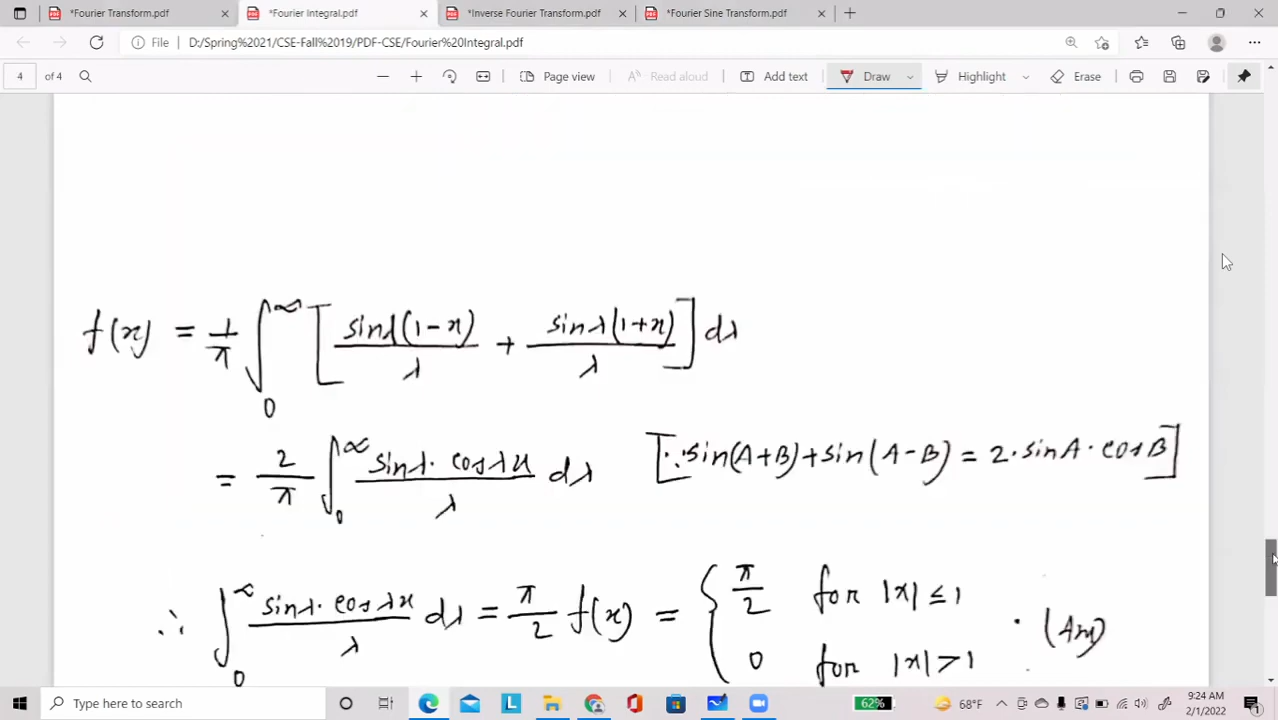 *Fourier Transform.pdf *Fourier Integral.pdf *Inverse Fourier Transform.pdf *Fourier Sine Transform.pdf
File D:/Spring%2021/CSE-Fall%2019/PDF-CSE/Fourier%20Integral.pdf
4 of 4 Page view Read aloud Add text Draw Highlight Erase
f(x) = 1/π ∫₀^∞ [ sinλ(1-x)/λ + sinλ(1+x)/λ ] dλ
= 2/π ∫₀^∞ sinλ·cosλx/λ dλ [∵ sin(A+B)+sin(A-B) = 2·sinA·cosB]
∴ ∫₀^∞ sinλ·cosλx/λ dλ = π/2 f(x) = { π/2 for |x| ≤ 1
0 for |x| > 1 . (Ans)
Type here to search 62% 68°F 9:24 AM
2/1/2022